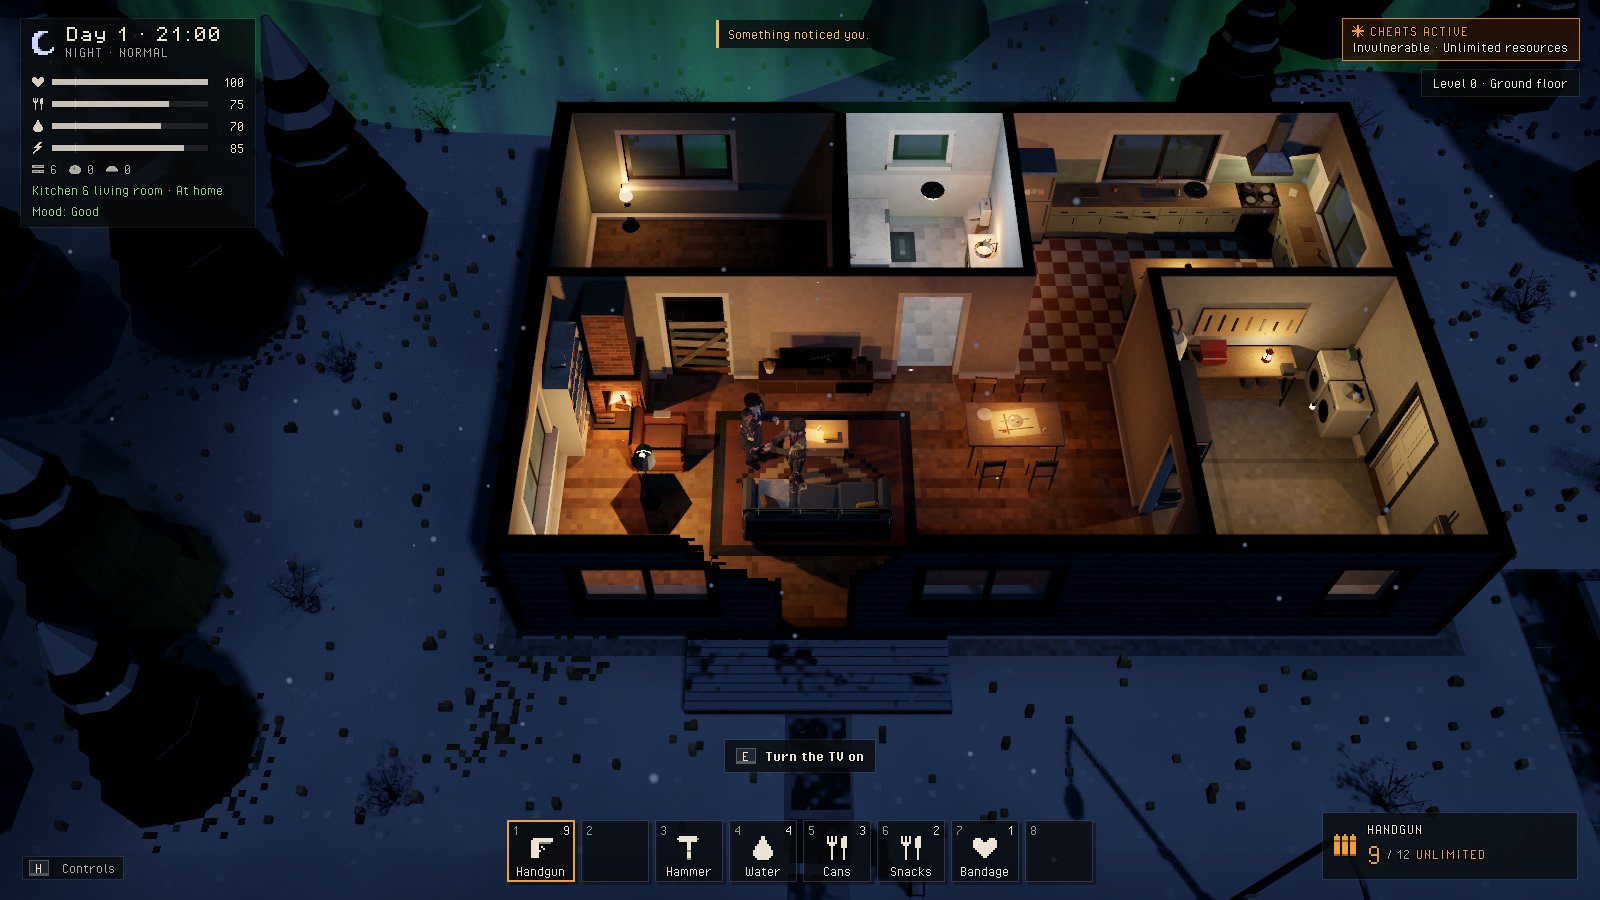 Day 1 · 21:00
NIGHT · NORMAL
100
75
70
85
6 0 0
Kitchen & living room · At home
Mood: Good
Something noticed you.
CHEATS ACTIVE
Invulnerable · Unlimited resources
Level 0 · Ground floor
E Turn the TV on
1 9 Handgun
2
3 Hammer
4 4 Water
5 3 Cans
6 2 Snacks
7 1 Bandage
8
H Controls
HANDGUN
9 / 12 UNLIMITED